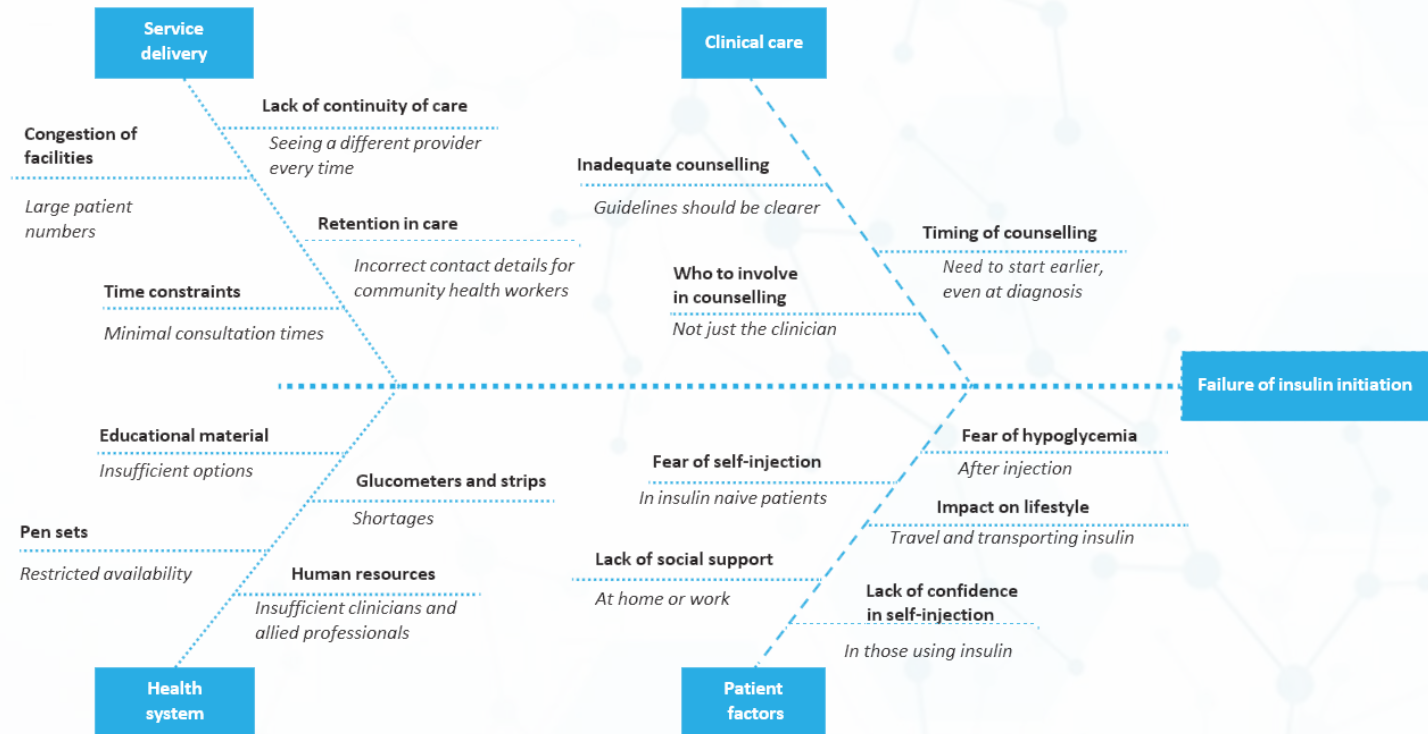 Service
delivery
Clinical care
Lack of continuity of care
Seeing a different provider
every time
Congestion of
facilities
Large patient
numbers
Retention in care
Incorrect contact details for
community health workers
Time constraints
Minimal consultation times
Inadequate counselling
Guidelines should be clearer
Timing of counselling
Need to start earlier,
even at diagnosis
Who to involve
in counselling
Not just the clinician
Failure of insulin initiation
Educational material
Insufficient options
Glucometers and strips
Shortages
Pen sets
Restricted availability
Human resources
Insufficient clinicians and
allied professionals
Fear of hypoglycemia
After injection
Fear of self-injection
In insulin naive patients
Impact on lifestyle
Travel and transporting insulin
Lack of social support
At home or work
Lack of confidence
in self-injection
In those using insulin
Health
system
Patient
factors